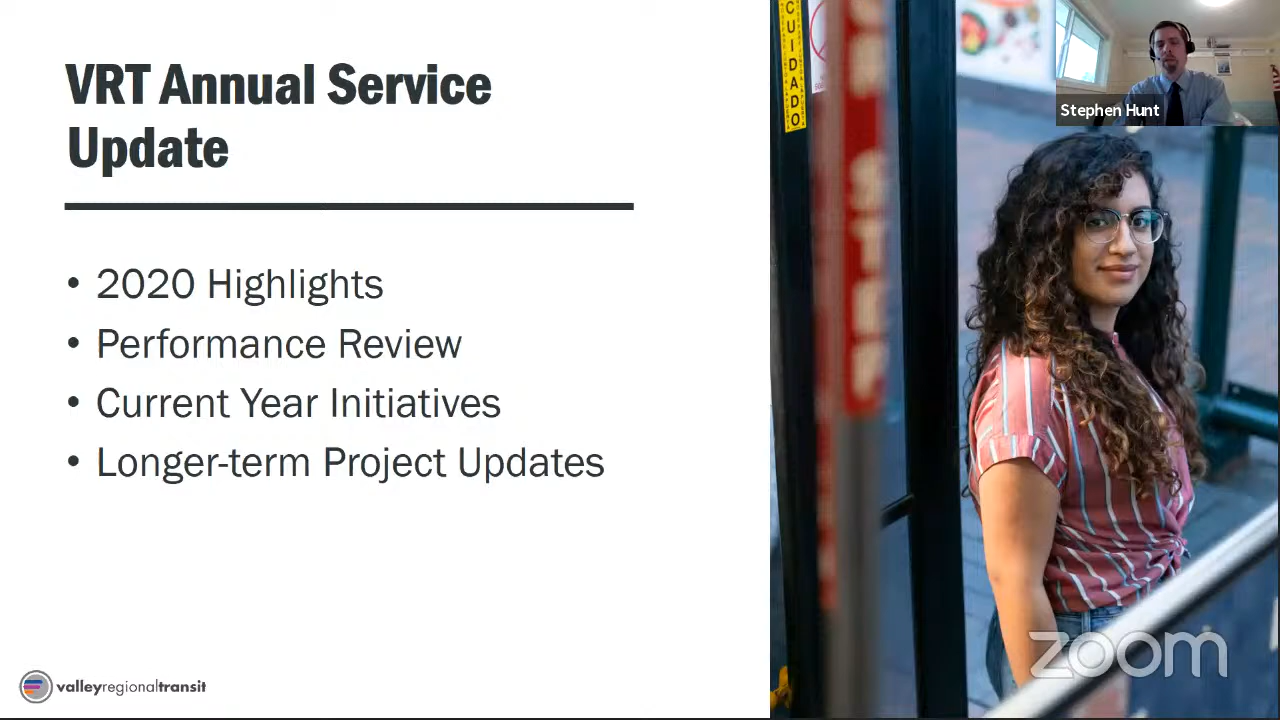 VRT Annual Service
Update
• 2020 Highlights
• Performance Review
• Current Year Initiatives
• Longer-term Project Updates
valleyregionaltransit
CUIDADO
STEP
Stephen Hunt
zoom